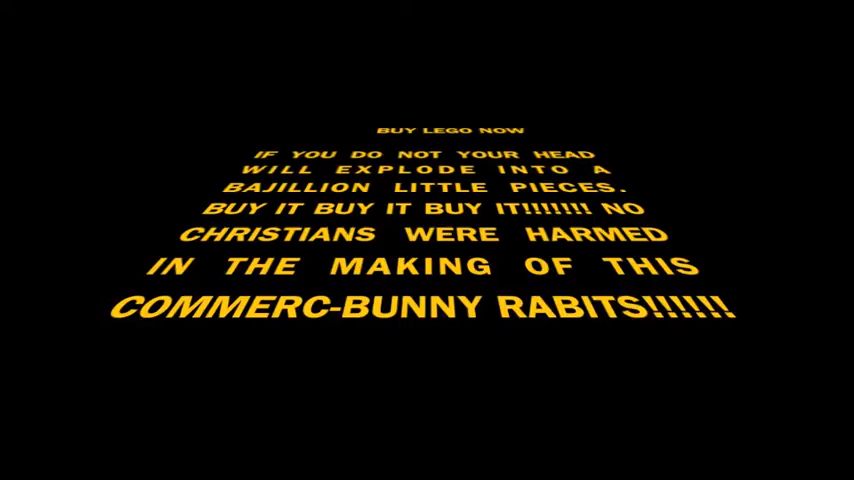 BUY LEGO NOW
IF YOU DO NOT YOUR HEAD
WILL EXPLODE INTO A
BAJILLION LITTLE PIECES.
BUY IT BUY IT BUY IT!!!!!!! NO
CHRISTIANS WERE HARMED
IN THE MAKING OF THIS
COMMERC-BUNNY RABITS!!!!!!